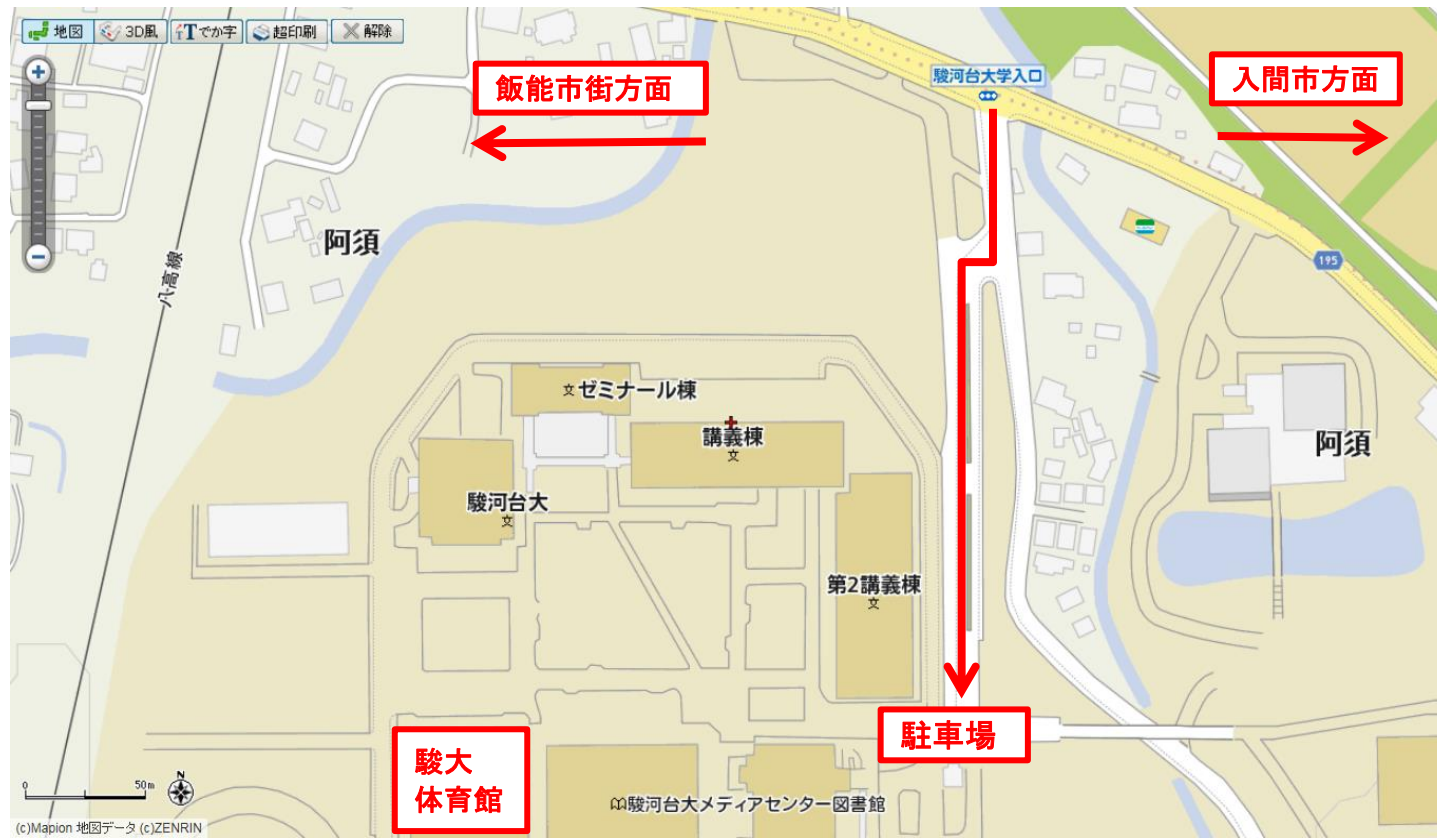 地図
3D風
でか字
超印刷
解除
飯能市街方面
駿河台大学入口
入間市方面
阿須
八高線
195
ゼミナール棟
講義棟
文
阿須
駿河台大
文
第2講義棟
文
駐車場
駿大
体育館
駿河台大メディアセンター図書館
N
0
50m
(c)Mapion 地図データ (c)ZENRIN